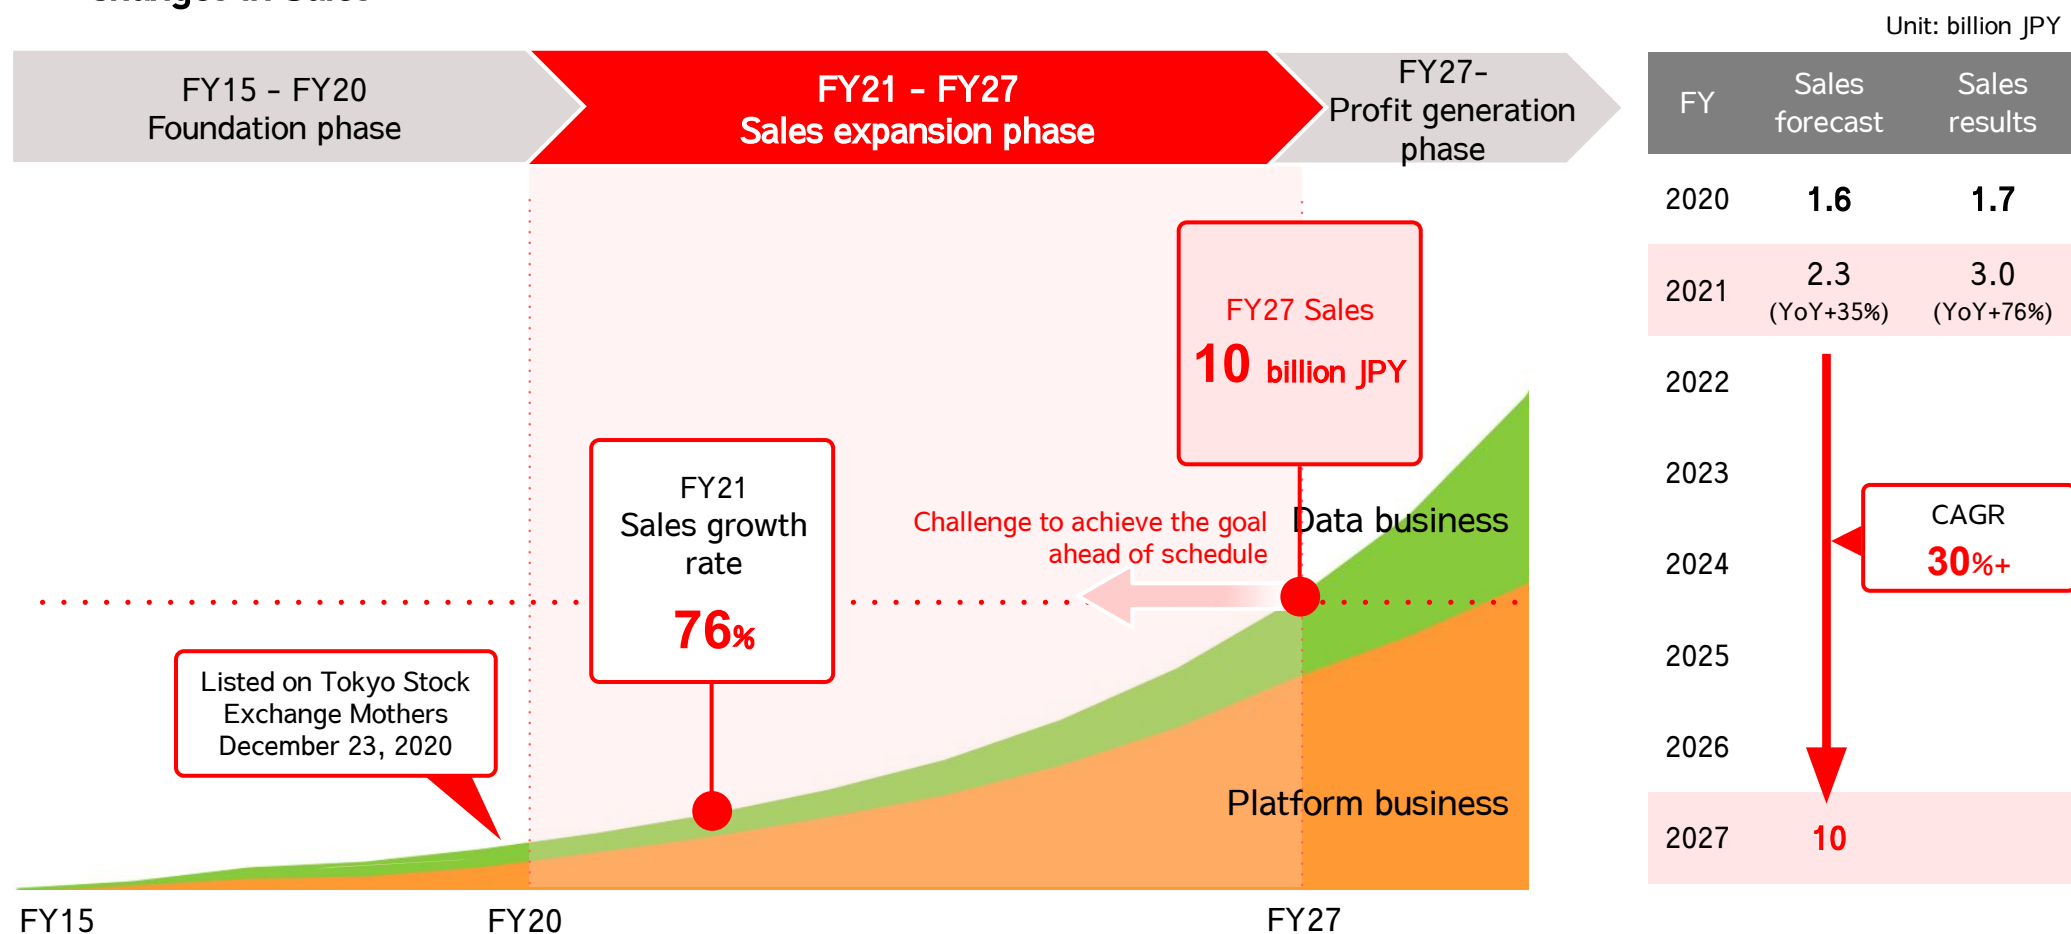 Unit: billion JPY
FY15 - FY20
Foundation phase
FY21 - FY27
Sales expansion phase
FY27-
Profit generation
phase
FY27 Sales
10 billion JPY
FY21
Sales growth
rate
76%
Challenge to achieve the goal
ahead of schedule
Data business
Listed on Tokyo Stock
Exchange Mothers
December 23, 2020
Platform business
FY15
FY20
FY27
FY
Sales
forecast
Sales
results
2020 1.6 1.7
2021 2.3 3.0
(YoY+35%) (YoY+76%)
2022
2023
2024
2025
2026
2027 10
CAGR
30%+